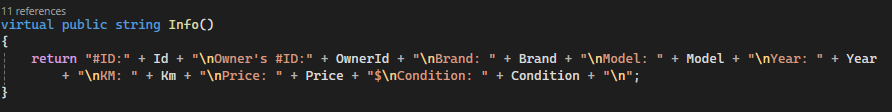 11 references
virtual public string Info()
{
return "#ID:" + Id + "\nOwner's #ID:" + OwnerId + "\nBrand: " + Brand + "\nModel: " + Model + "\nYear: " + Year
+ "\nKM: " + Km + "\nPrice: " + Price + "$\nCondition: " + Condition + "\n";
}